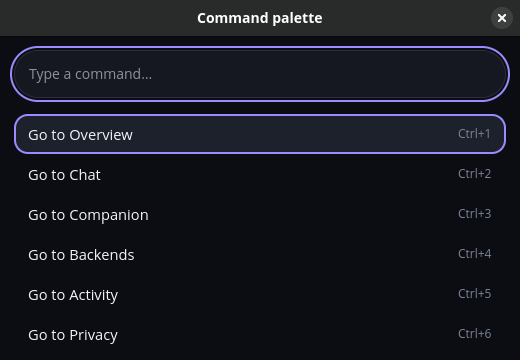 Command palette
Type a command...
Go to Overview Ctrl+1
Go to Chat Ctrl+2
Go to Companion Ctrl+3
Go to Backends Ctrl+4
Go to Activity Ctrl+5
Go to Privacy Ctrl+6